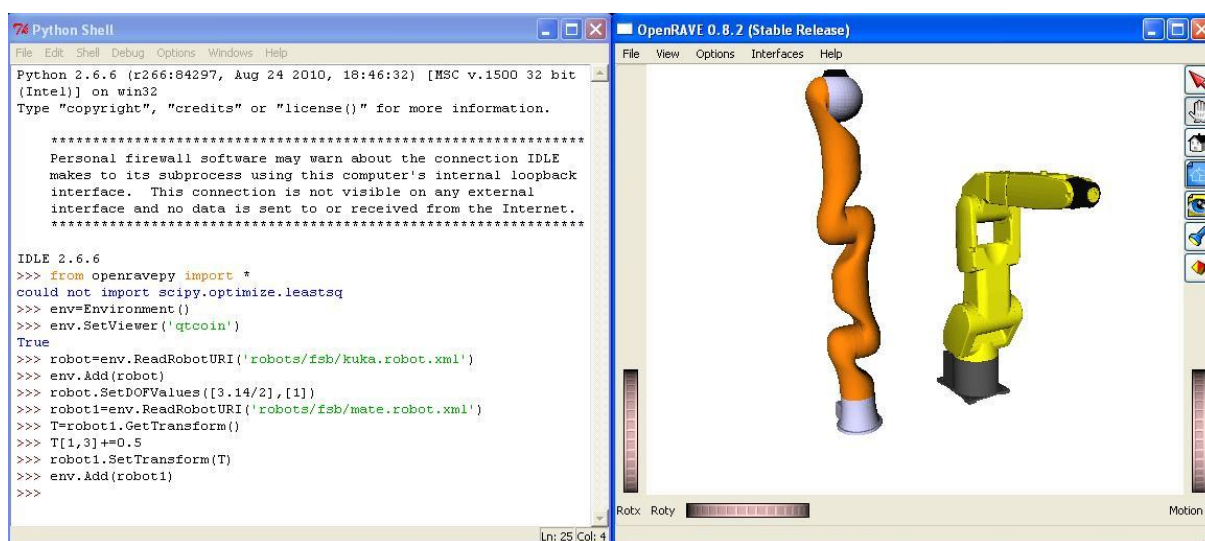 Python Shell
File Edit Shell Debug Options Windows Help
Python 2.6.6 (r266:84297, Aug 24 2010, 18:46:32) [MSC v.1500 32 bit
(Intel)] on win32
Type "copyright", "credits" or "license()" for more information.
****************************************************************
Personal firewall software may warn about the connection IDLE
makes to its subprocess using this computer's internal loopback
interface.  This connection is not visible on any external
interface and no data is sent to or received from the Internet.
****************************************************************
IDLE 2.6.6
>>> from openravepy import *
could not import scipy.optimize.leastsq
>>> env=Environment()
>>> env.SetViewer('qtcoin')
True
>>> robot=env.ReadRobotURI('robots/fsb/kuka.robot.xml')
>>> env.Add(robot)
>>> robot.SetDOFValues([3.14/2],[1])
>>> robot1=env.ReadRobotURI('robots/fsb/mate.robot.xml')
>>> T=robot1.GetTransform()
>>> T[1,3]+=0.5
>>> robot1.SetTransform(T)
>>> env.Add(robot1)
>>>
Ln: 25 Col: 4
OpenRAVE 0.8.2 (Stable Release)
File View Options Interfaces Help
Rotx Roty
Motion